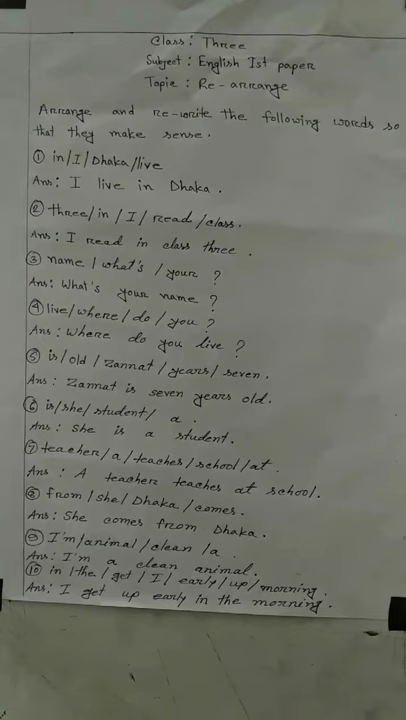 Class: Three
Subject: English Ist paper
Topic: Re-arrange
Arrange and re-write the following words so
that they make sense.
① in/I/Dhaka/live
Ans: I live in Dhaka.
② three/in/I/read/class.
Ans: I read in class three.
③ name/what's/your?
Ans: What's your name?
④ live/where/do/you?
Ans: Where do you live?
⑤ is/old/Zannat/years/seven.
Ans: Zannat is seven years old.
⑥ is/she/student/a.
Ans: She is a student.
⑦ teacher/a/teaches/school/at.
Ans: A teacher teaches at school.
⑧ from/she/Dhaka/comes.
Ans: She comes from Dhaka.
⑨ I'm/animal/clean/a.
Ans: I'm a clean animal.
⑩ in/the/get/I/early/up/morning.
Ans: I get up early in the morning.